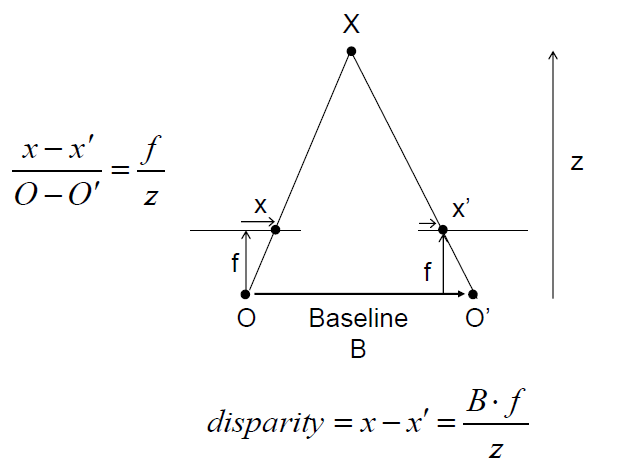 X
x − x′ / O − O′ = f / z
z
x
x’
f
f
O
Baseline
O’
B
disparity = x − x′ = B · f / z